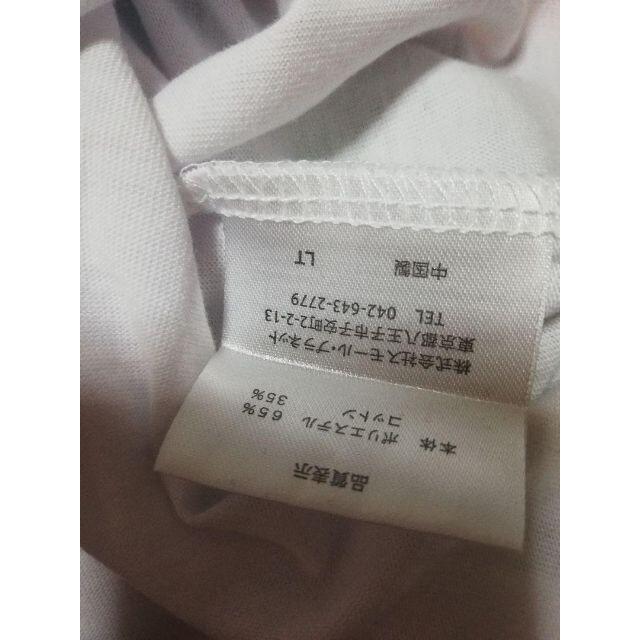 品質表示
本体 ポリエステル 65%
コットン 35%
株式会社スモール・プラネット
東京都八王子市子安町2-2-13
TEL 042-643-2779
中国製 LT